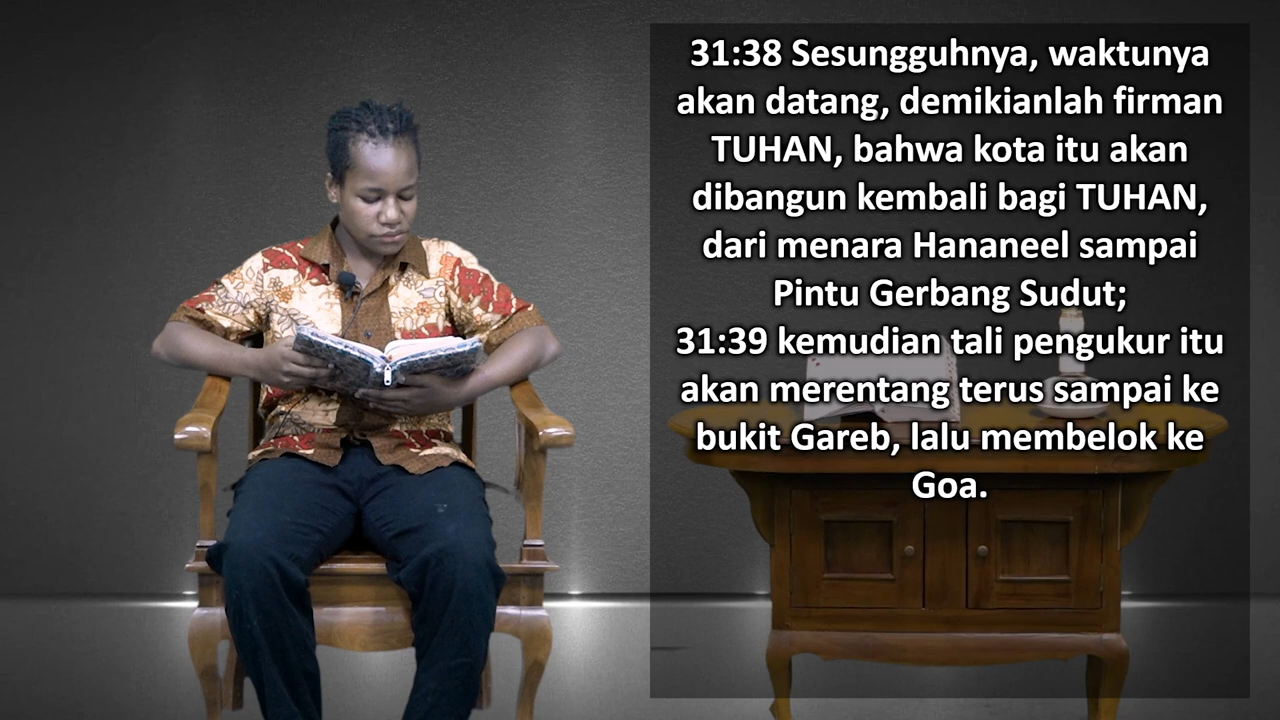 31:38 Sesungguhnya, waktunya
akan datang, demikianlah firman
TUHAN, bahwa kota itu akan
dibangun kembali bagi TUHAN,
dari menara Hananeel sampai
Pintu Gerbang Sudut;
31:39 kemudian tali pengukur itu
akan merentang terus sampai ke
bukit Gareb, lalu membelok ke
Goa.